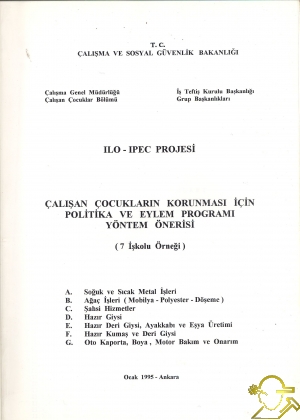 T. C.
ÇALIŞMA VE SOSYAL GÜVENLİK BAKANLIĞI
Çalışma Genel Müdürlüğü
Çalışan Çocuklar Bölümü
İş Teftiş Kurulu Başkanlığı
Grup Başkanlıkları
ILO - IPEC PROJESİ
ÇALIŞAN ÇOCUKLARIN KORUNMASI İÇİN
POLİTİKA VE EYLEM PROGRAMI
YÖNTEM ÖNERİSİ
( 7 İşkolu Örneği )
A. Soğuk ve Sıcak Metal İşleri
B. Ağaç İşleri ( Mobilya - Polyester - Döşeme )
C. Şahsi Hizmetler
D. Hazır Giysi
E. Hazır Deri Giysi, Ayakkabı ve Eşya Üretimi
F. Hazır Kumaş ve Deri Giysi
G. Oto Kaporta, Boya , Motor Bakım ve Onarım
Ocak 1995 - Ankara